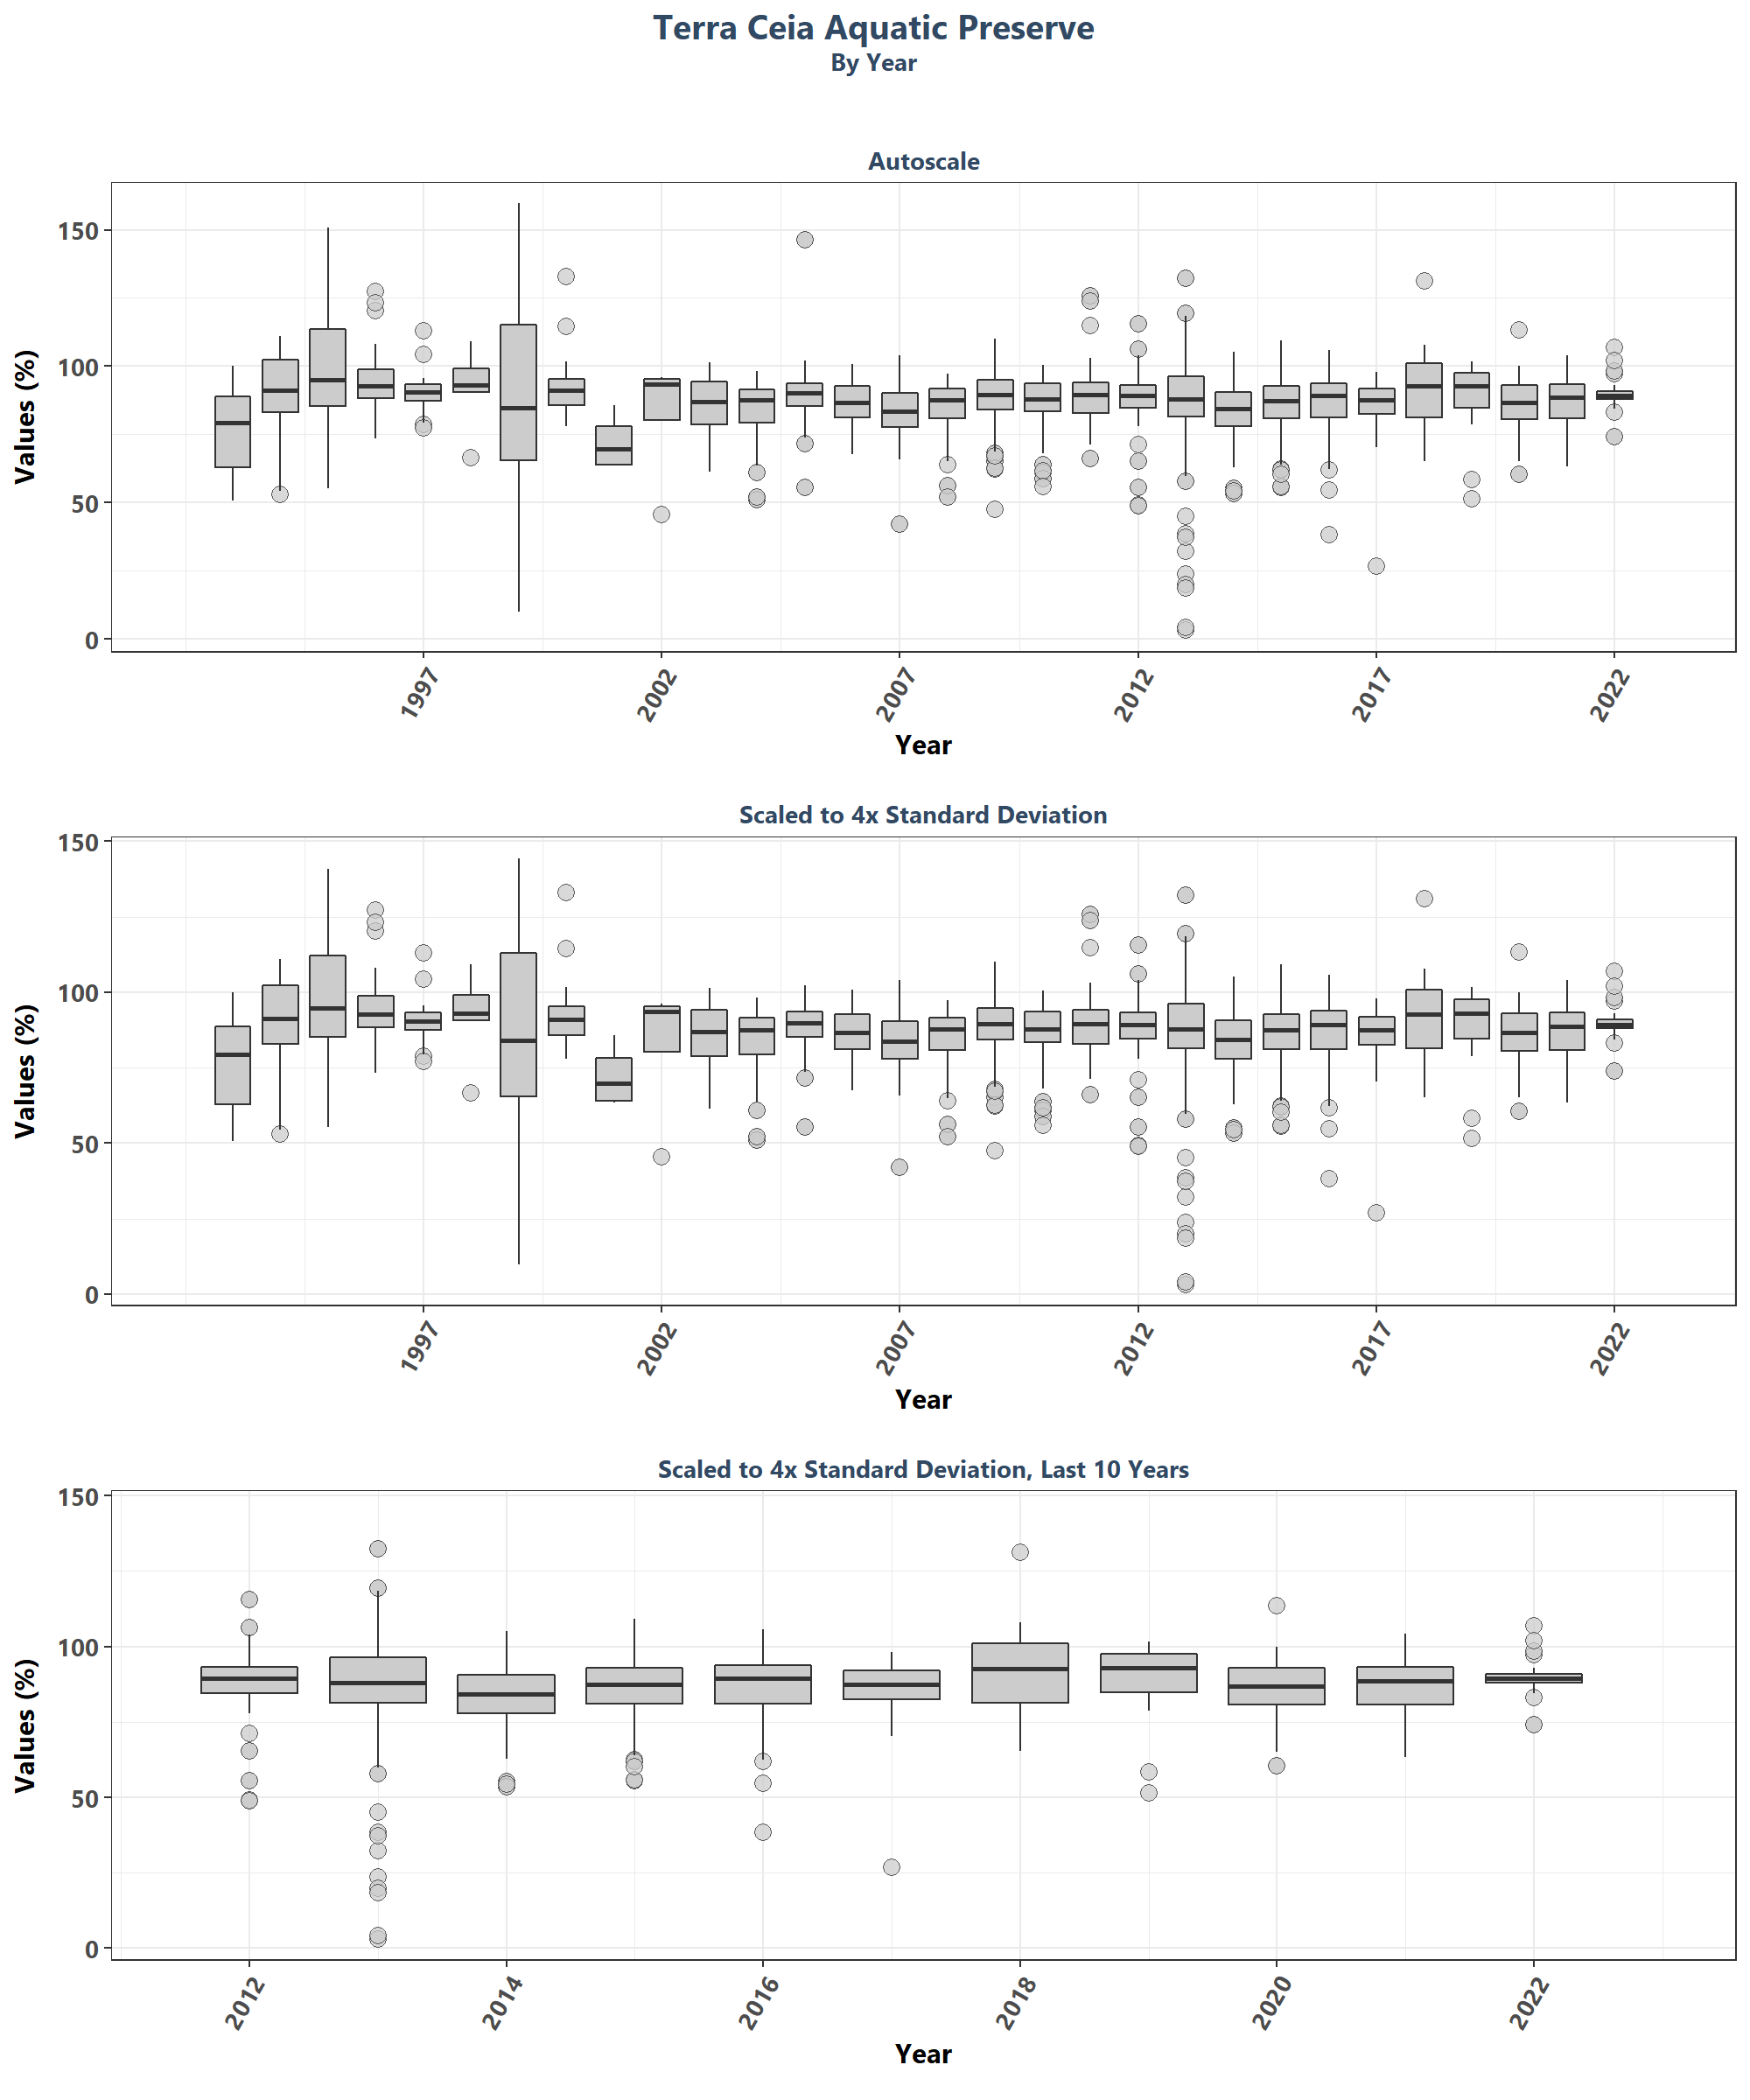 Terra Ceia Aquatic Preserve
By Year
Autoscale
Values (%)
150
100
50
0
1997 2002 2007 2012 2017 2022
Year
Scaled to 4x Standard Deviation
Values (%)
150
100
50
0
1997 2002 2007 2012 2017 2022
Year
Scaled to 4x Standard Deviation, Last 10 Years
Values (%)
150
100
50
0
2012 2014 2016 2018 2020 2022
Year